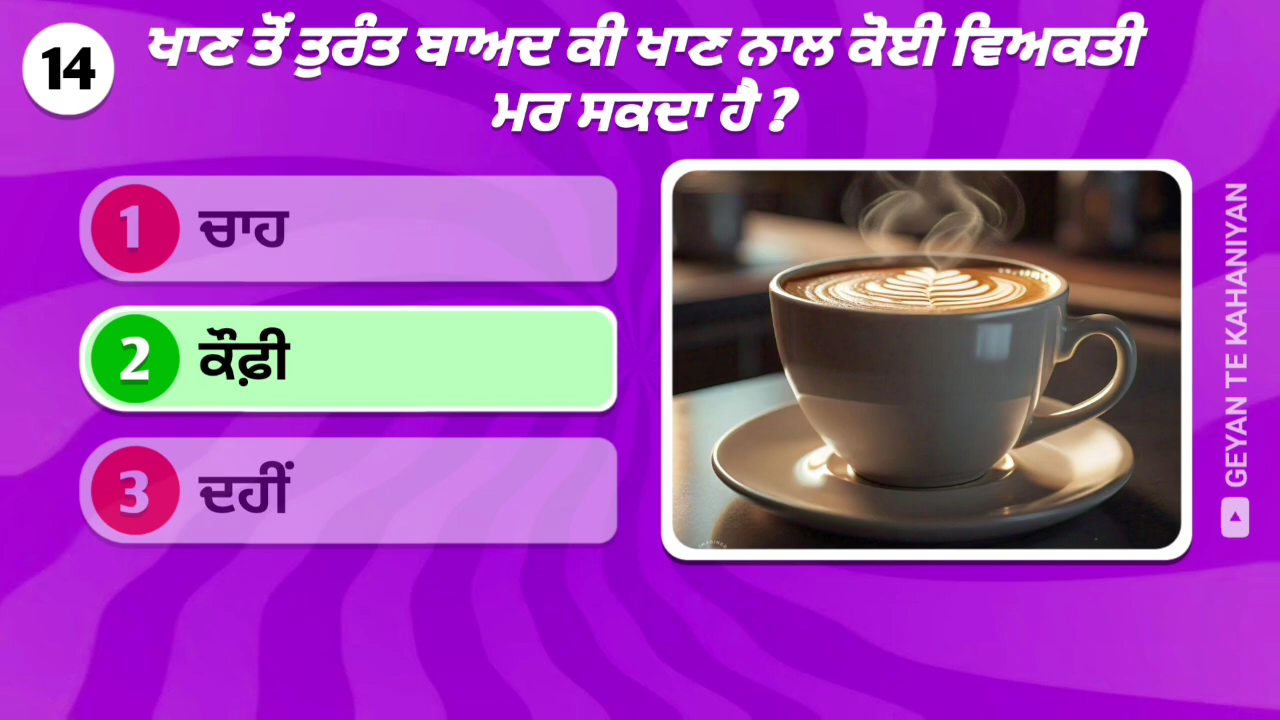 14
ਖਾਣ ਤੋਂ ਤੁਰੰਤ ਬਾਅਦ ਕੀ ਖਾਣ ਨਾਲ ਕੋਈ ਵਿਅਕਤੀ
ਮਰ ਸਕਦਾ ਹੈ ?
1 ਚਾਹ
2 ਕੌਫ਼ੀ
3 ਦਹੀਂ
GEYAN TE KAHANIYAN